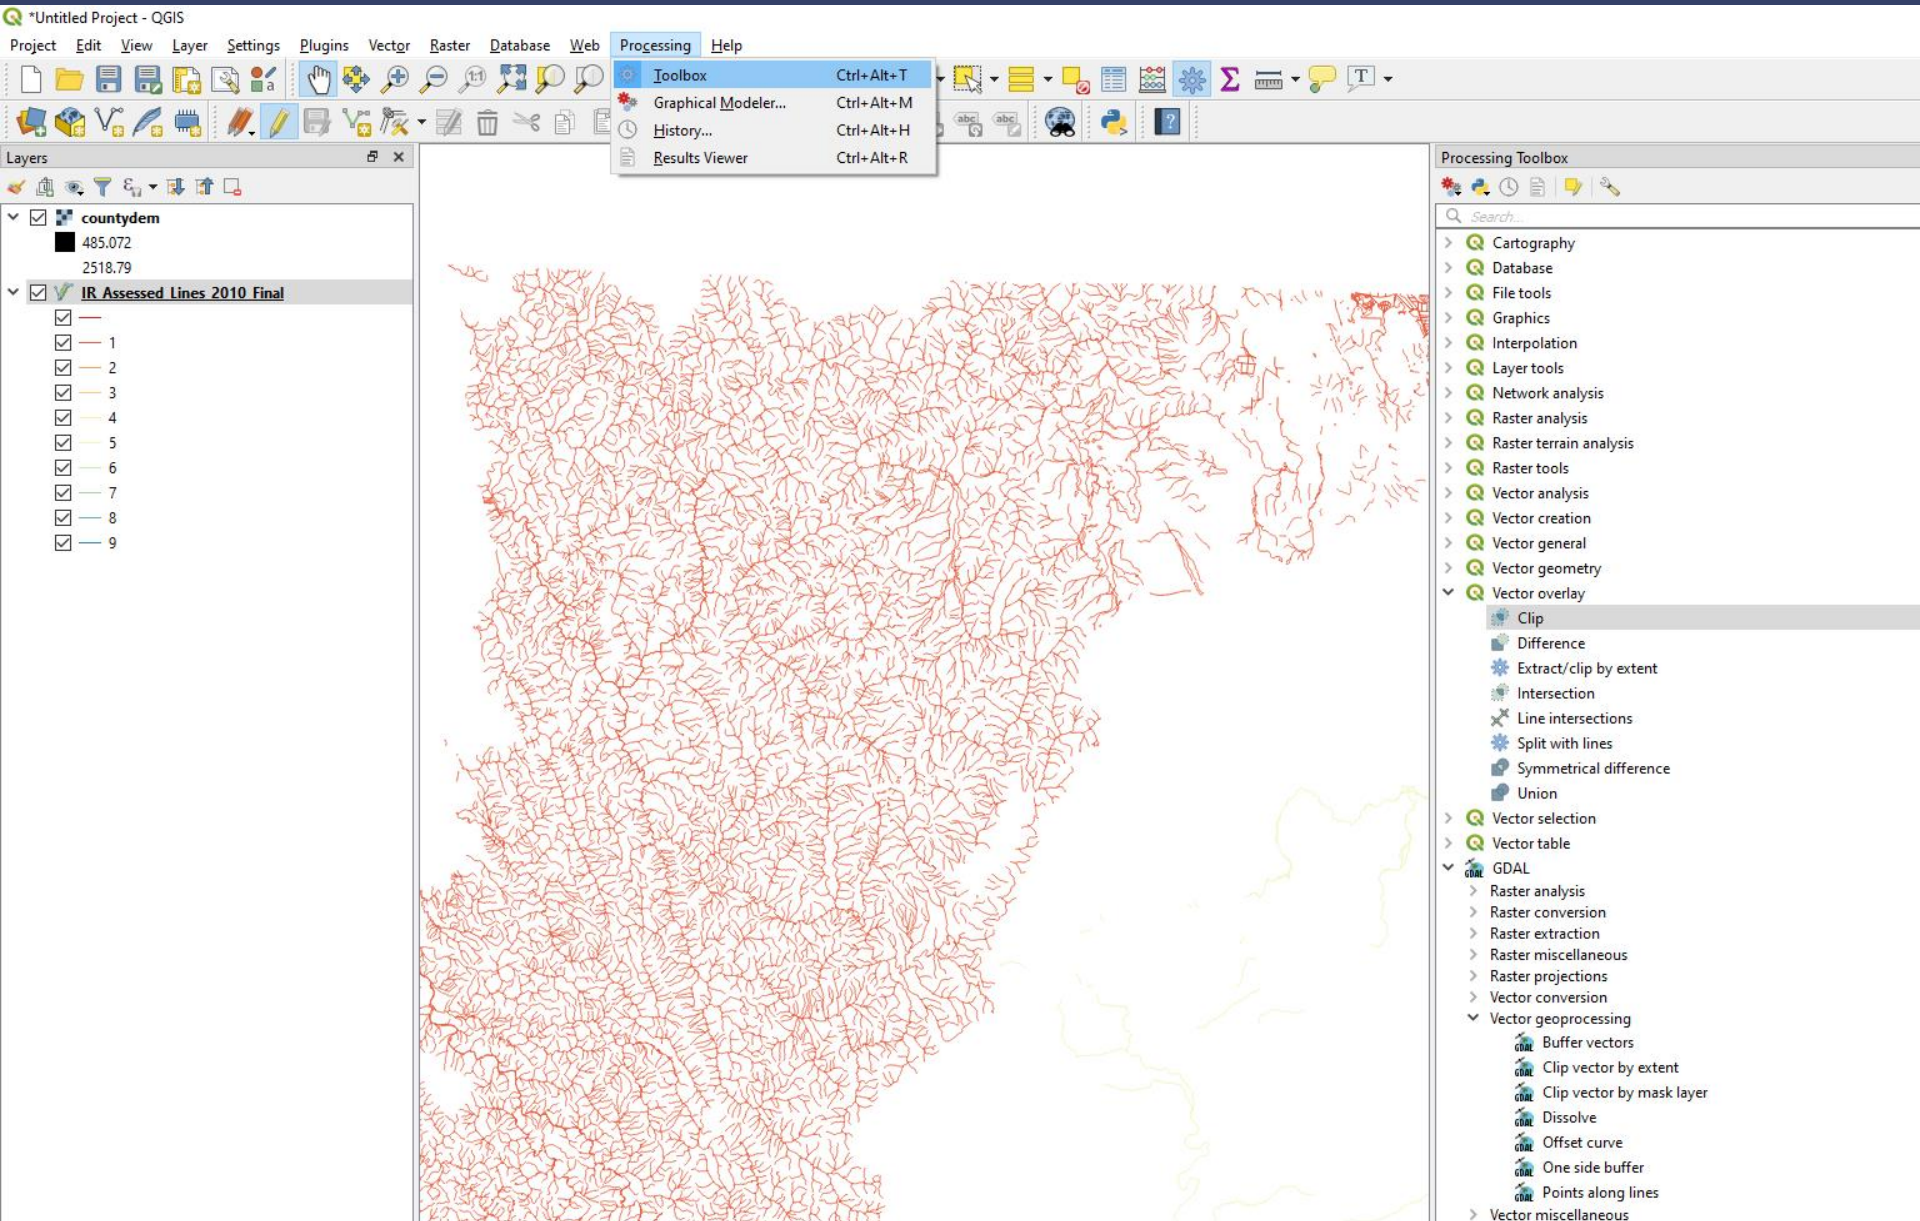 *Untitled Project - QGIS
Project Edit View Layer Settings Plugins Vector Raster Database Web Processing Help
Toolbox Ctrl+Alt+T
Graphical Modeler... Ctrl+Alt+M
History... Ctrl+Alt+H
Results Viewer Ctrl+Alt+R
Layers
countydem
485.072
2518.79
IR Assessed Lines 2010 Final
1
2
3
4
5
6
7
8
9
Processing Toolbox
Search...
Cartography
Database
File tools
Graphics
Interpolation
Layer tools
Network analysis
Raster analysis
Raster terrain analysis
Raster tools
Vector analysis
Vector creation
Vector general
Vector geometry
Vector overlay
Clip
Difference
Extract/clip by extent
Intersection
Line intersections
Split with lines
Symmetrical difference
Union
Vector selection
Vector table
GDAL
Raster analysis
Raster conversion
Raster extraction
Raster miscellaneous
Raster projections
Vector conversion
Vector geoprocessing
Buffer vectors
Clip vector by extent
Clip vector by mask layer
Dissolve
Offset curve
One side buffer
Points along lines
Vector miscellaneous